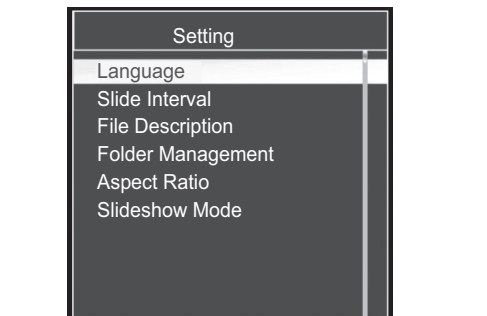 Setting
Language
Slide Interval
File Description
Folder Management
Aspect Ratio
Slideshow Mode